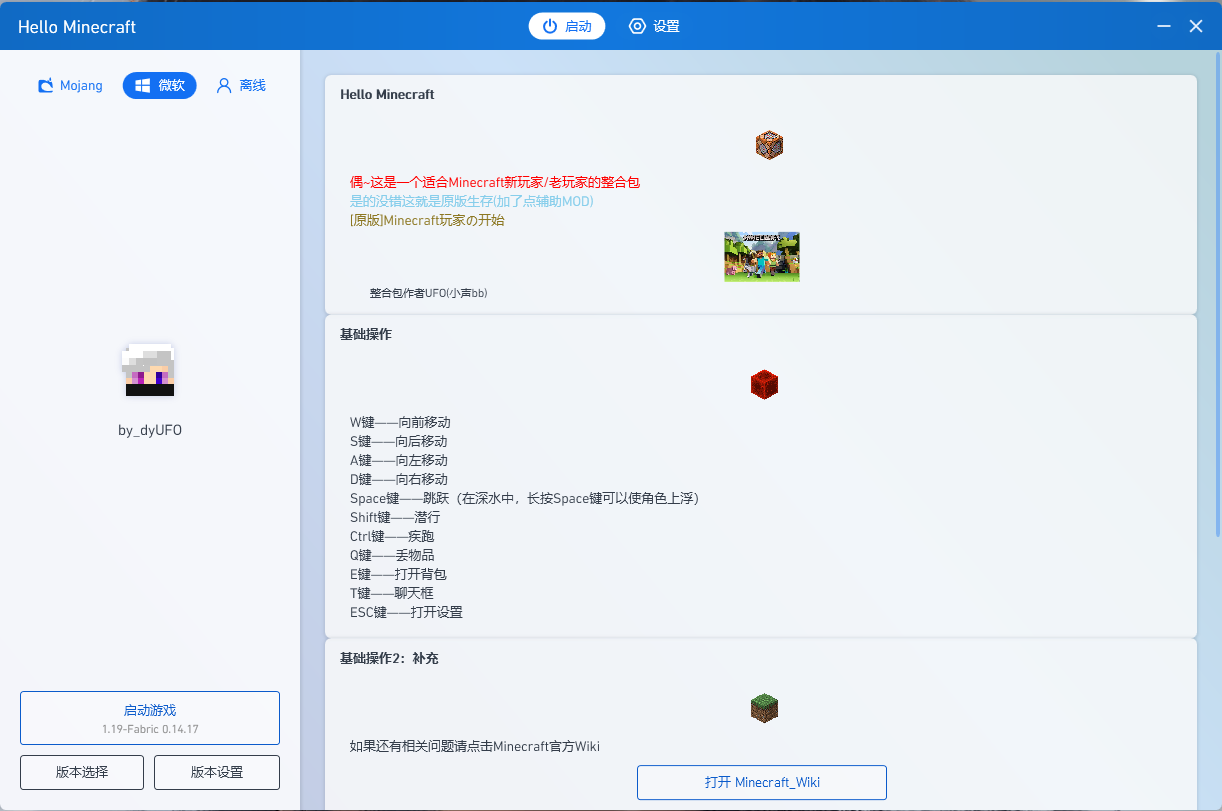 Hello Minecraft
启动
设置
Mojang
微软
离线
by_dyUFO
启动游戏
1.19-Fabric 0.14.17
版本选择
版本设置
Hello Minecraft
偶~这是一个适合Minecraft新玩家/老玩家的整合包
是的没错这就是原版生存(加了点辅助MOD)
[原版]Minecraft玩家の开始
MINECRAFT
整合包作者UFO(小声bb)
基础操作
W键——向前移动
S键——向后移动
A键——向左移动
D键——向右移动
Space键——跳跃（在深水中，长按Space键可以使角色上浮）
Shift键——潜行
Ctrl键——疾跑
Q键——丢物品
E键——打开背包
T键——聊天框
ESC键——打开设置
基础操作2：补充
如果还有相关问题请点击Minecraft官方Wiki
打开 Minecraft_Wiki